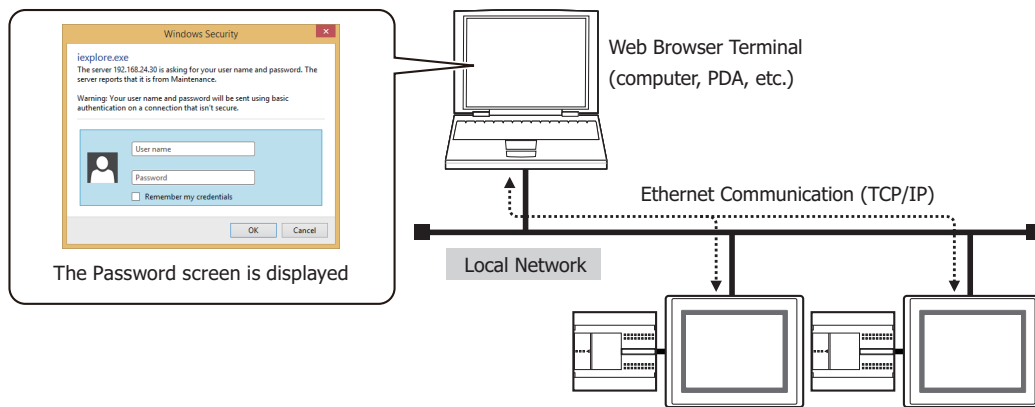 Windows Security
iexplore.exe
The server 192.168.24.30 is asking for your user name and password. The
server reports that it is from Maintenance.
Warning: Your user name and password will be sent using basic
authentication on a connection that isn't secure.
User name
Password
Remember my credentials
OK Cancel
The Password screen is displayed
Web Browser Terminal
(computer, PDA, etc.)
Ethernet Communication (TCP/IP)
Local Network